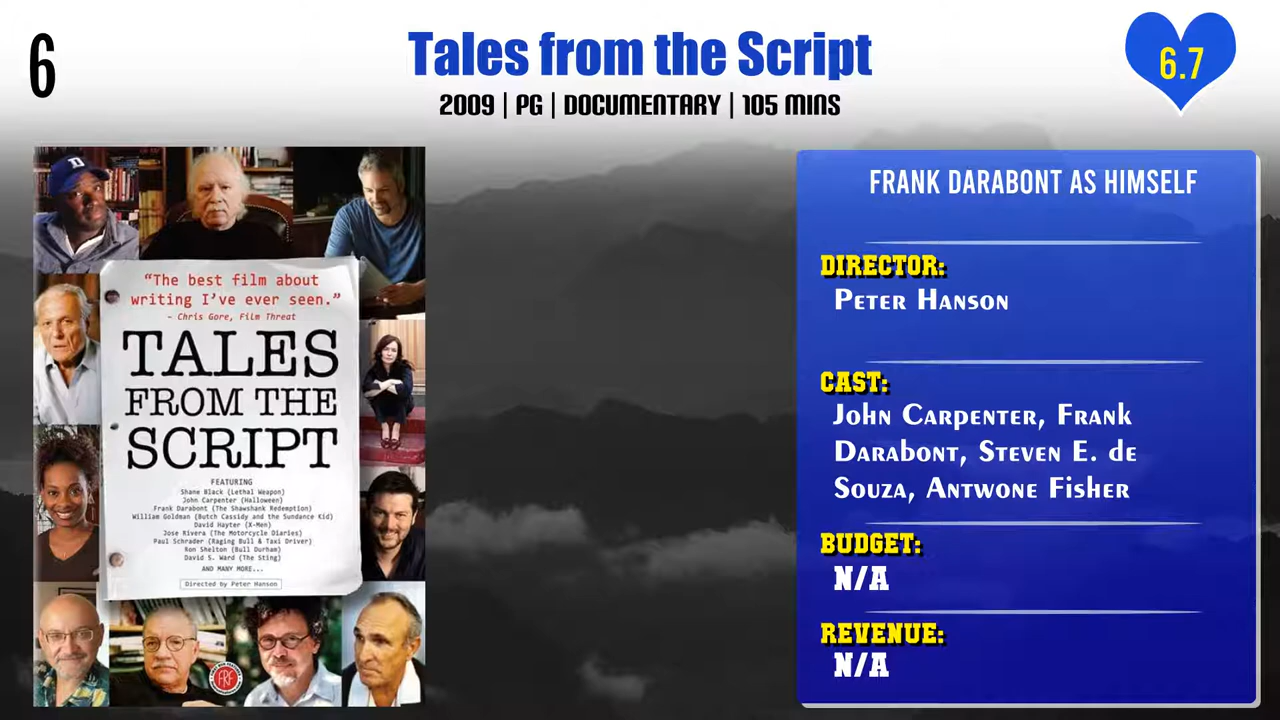 6
Tales from the Script
2009 | PG | DOCUMENTARY | 105 MINS
6.7
D
“The best film about
writing I’ve ever seen.”
- Chris Gore, Film Threat
TALES
FROM THE
SCRIPT
FEATURING
Shane Black (Lethal Weapon)
John Carpenter (Halloween)
Frank Darabont (The Shawshank Redemption)
William Goldman (Butch Cassidy and the Sundance Kid)
David Hayter (X-Men)
Jose Rivera (The Motorcycle Diaries)
Paul Schrader (Raging Bull & Taxi Driver)
Ron Shelton (Bull Durham)
David S. Ward (The Sting)
AND MANY MORE...
Directed by Peter Hanson
FRF
FRANK DARABONT AS HIMSELF
DIRECTOR:
Peter Hanson
CAST:
John Carpenter, Frank
Darabont, Steven E. de
Souza, Antwone Fisher
BUDGET:
N/A
REVENUE:
N/A